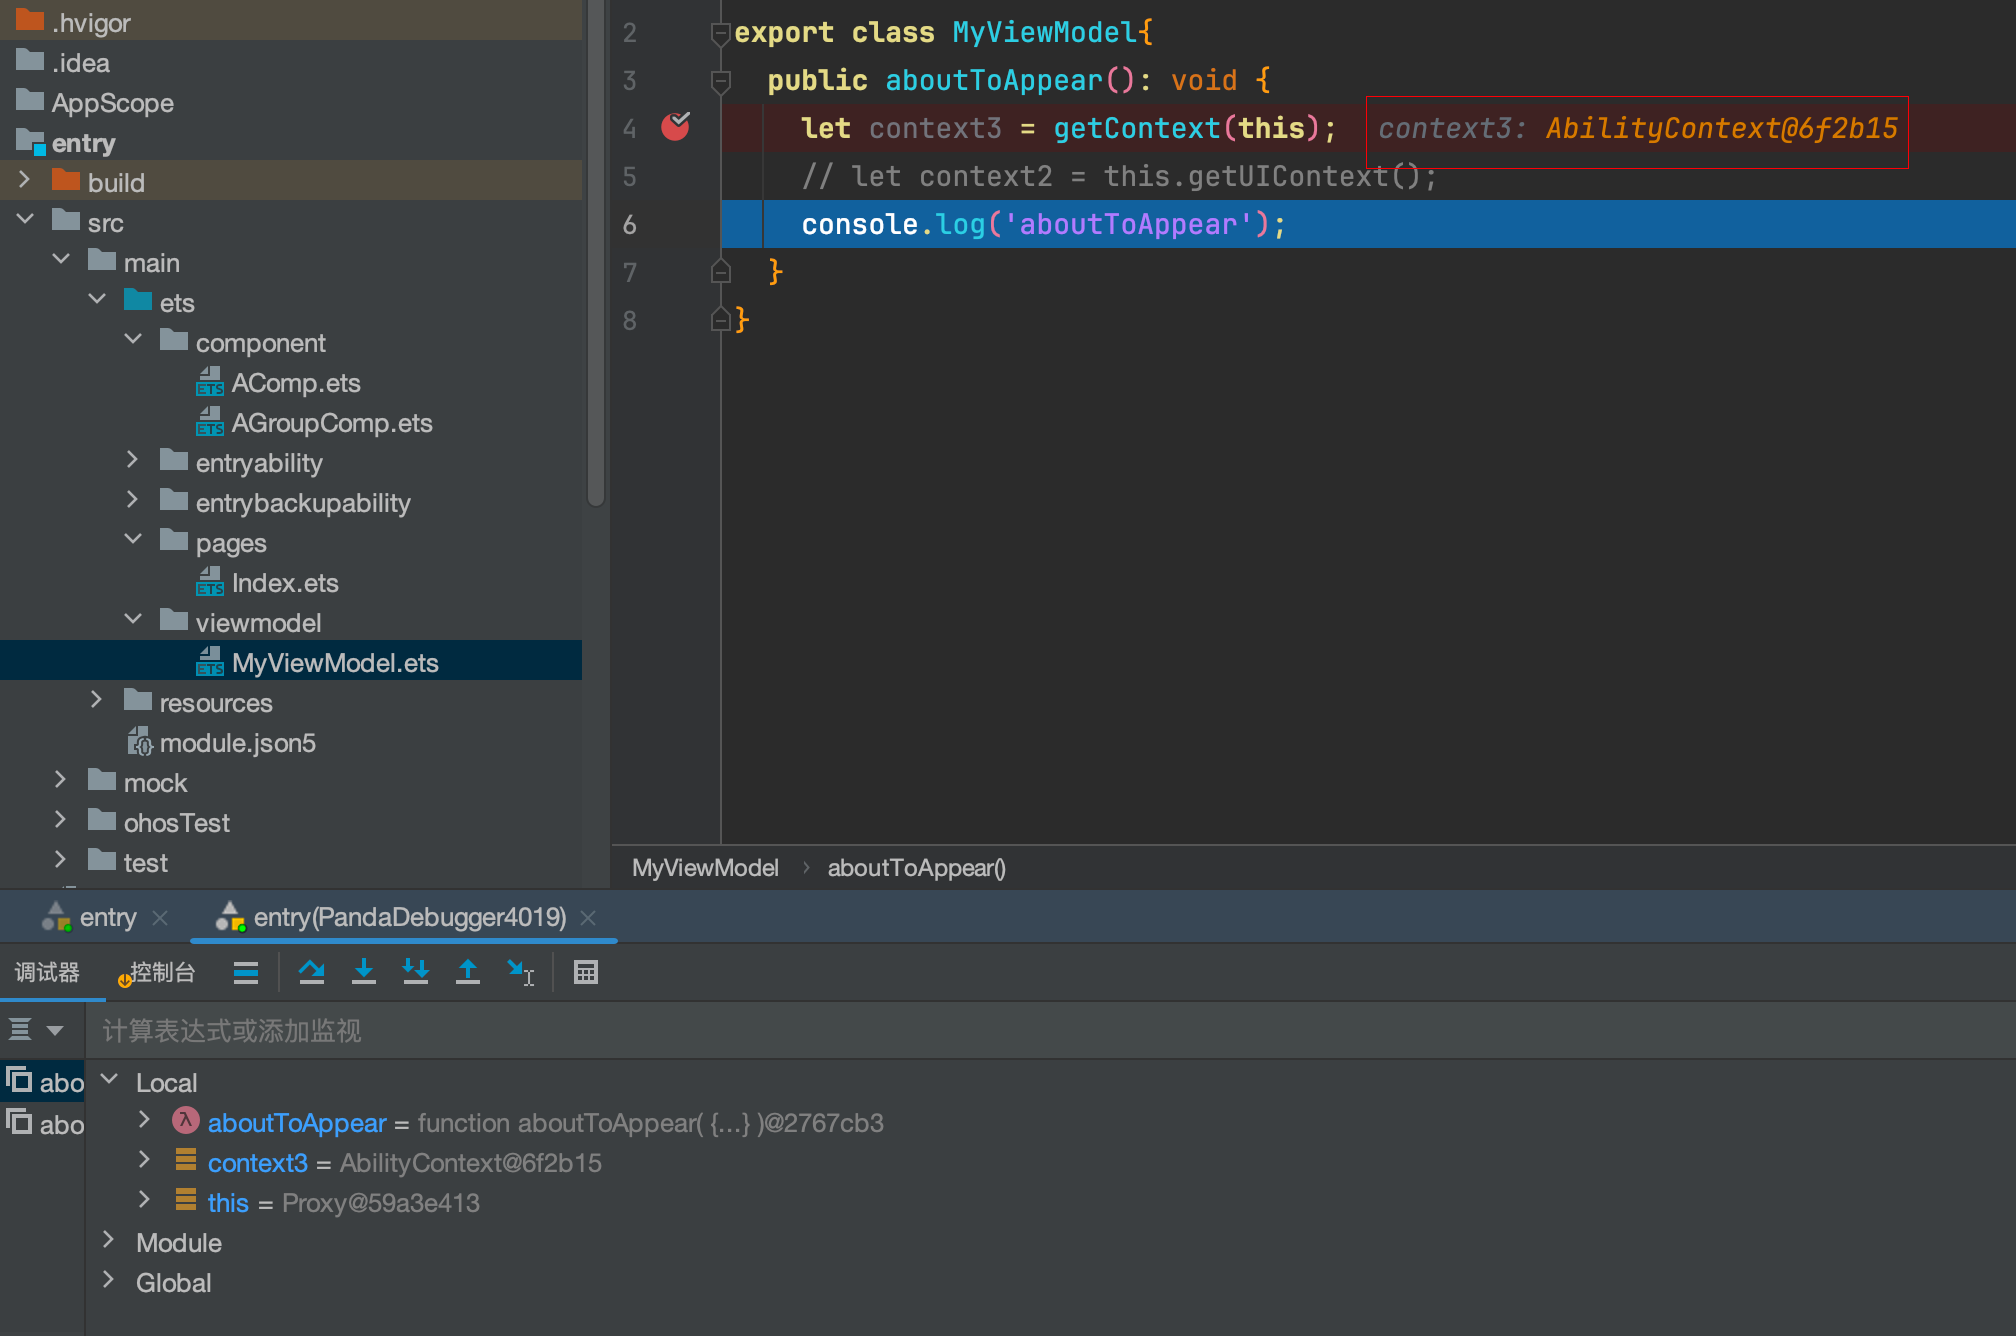 .hvigor
.idea
AppScope
entry
build
src
main
ets
component
ETS AComp.ets
ETS AGroupComp.ets
entryability
entrybackupability
pages
ETS Index.ets
viewmodel
ETS MyViewModel.ets
resources
module.json5
mock
ohosTest
test
2 export class MyViewModel{
3 public aboutToAppear(): void {
4 let context3 = getContext(this); context3: AbilityContext@6f2b15
5 // let context2 = this.getUIContext();
6 console.log('aboutToAppear');
7 }
8 }
MyViewModel › aboutToAppear()
entry × entry(PandaDebugger4019) ×
调试器 控制台
计算表达式或添加监视
abo
abo
Local
λ aboutToAppear = function aboutToAppear( {...} )@2767cb3
context3 = AbilityContext@6f2b15
this = Proxy@59a3e413
Module
Global